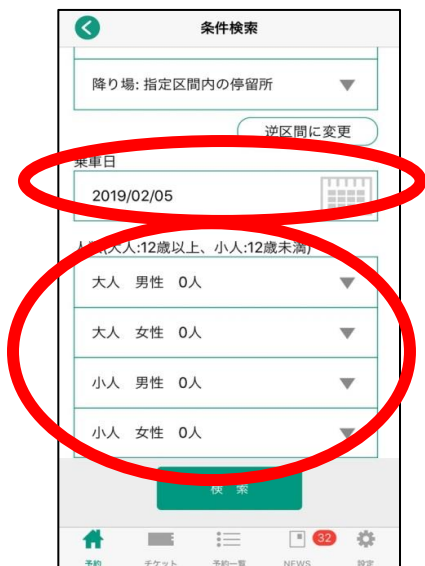 条件検索
降り場: 指定区間内の停留所
逆区間に変更
乗車日
2019/02/05
人数(大人:12歳以上、小人:12歳未満)
大人 男性 0人
大人 女性 0人
小人 男性 0人
小人 女性 0人
検 索
32
予約 チケット 予約一覧 NEWS 設定